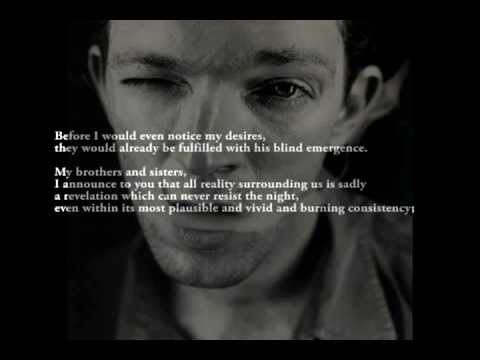 Before I would even notice my desires,
they would already be fulfilled with his blind emergence.
My brothers and sisters,
I announce to you that all reality surrounding us is sadly
a revelation which can never resist the night,
even within its most plausible and vivid and burning consistency;